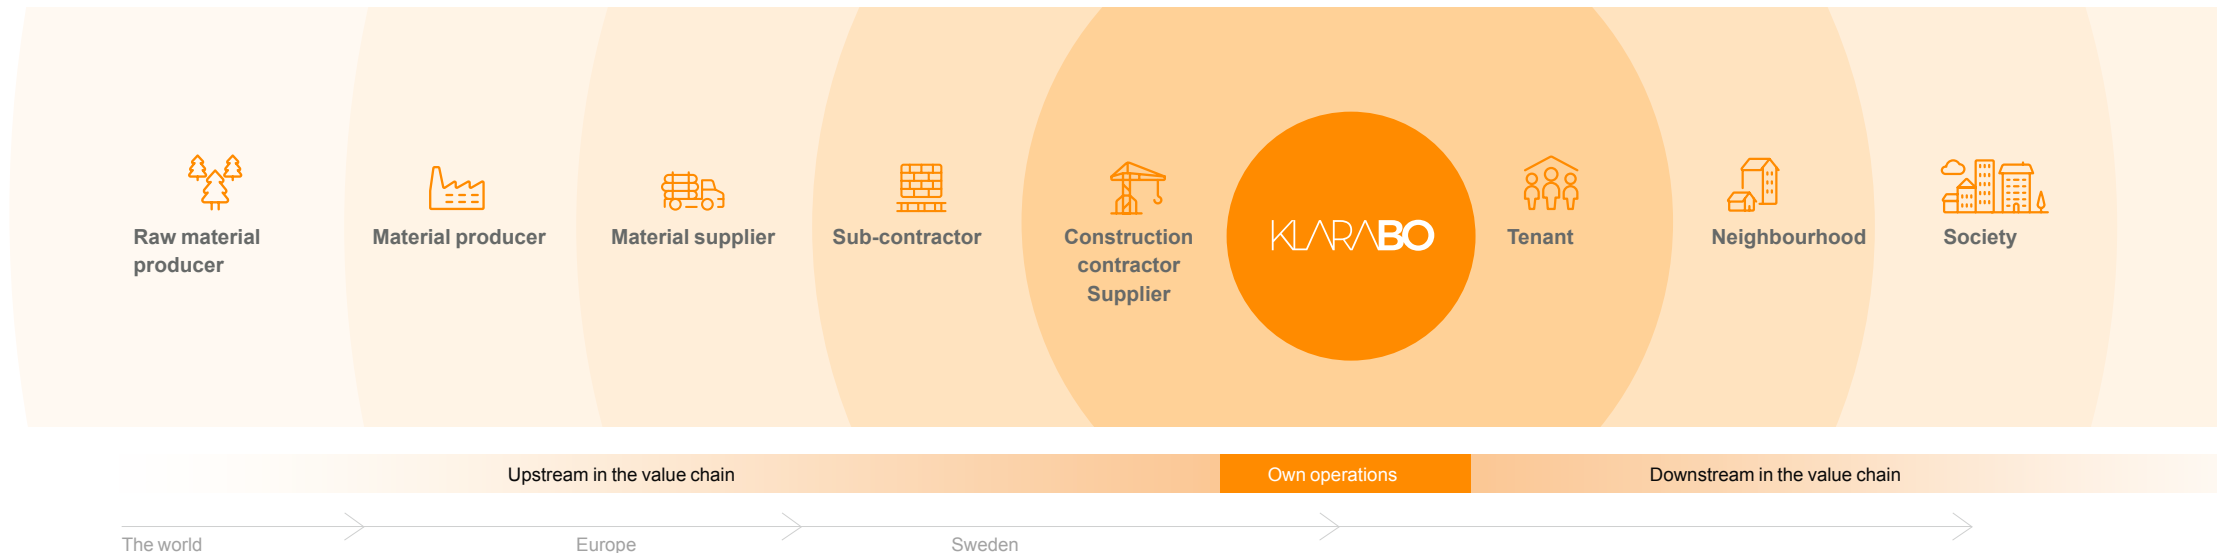 Raw material
producer
Material producer
Material supplier
Sub-contractor
Construction
contractor
Supplier
KLARABO
Tenant
Neighbourhood
Society
Upstream in the value chain
Own operations
Downstream in the value chain
The world
Europe
Sweden